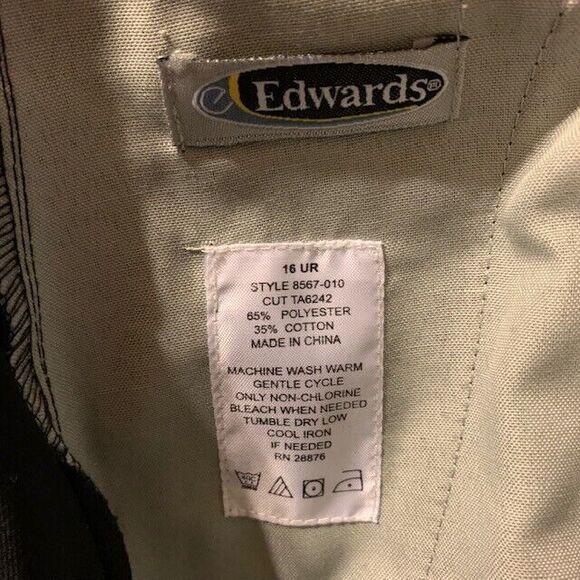 e Edwards®
16 UR
STYLE 8567-010
CUT TA6242
65% POLYESTER
35% COTTON
MADE IN CHINA
MACHINE WASH WARM
GENTLE CYCLE
ONLY NON-CHLORINE
BLEACH WHEN NEEDED
TUMBLE DRY LOW
COOL IRON
IF NEEDED
RN 28876